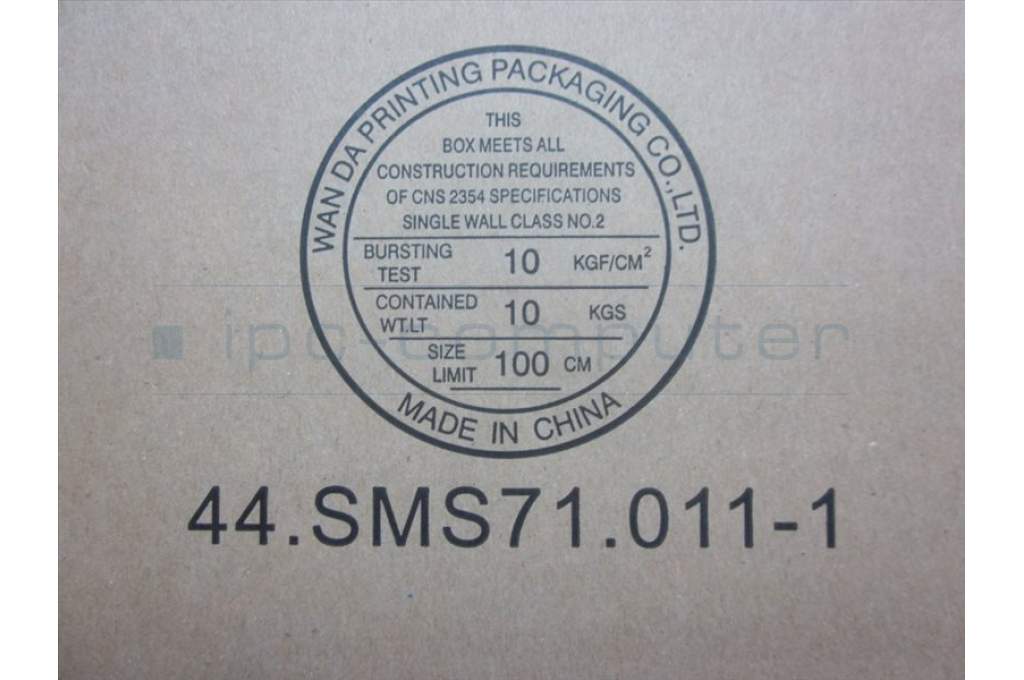 WAN DA PRINTING PACKAGING CO.,LTD.
THIS
BOX MEETS ALL
CONSTRUCTION REQUIREMENTS
OF CNS 2354 SPECIFICATIONS
SINGLE WALL CLASS NO.2
BURSTING
TEST
10 KGF/CM²
CONTAINED
WT.LT
10 KGS
SIZE
LIMIT
100 CM
MADE IN CHINA
ipc-computer
44.SMS71.011-1